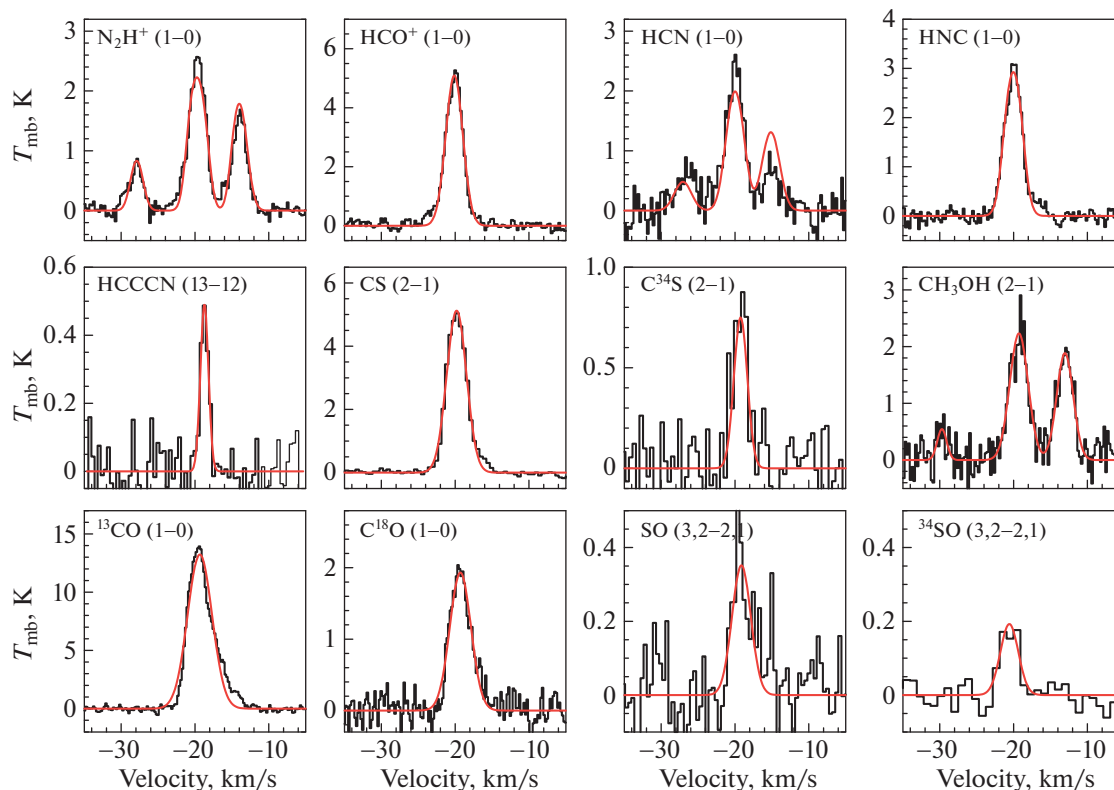 N₂H⁺ (1–0)
HCO⁺ (1–0)
HCN (1–0)
HNC (1–0)
3
2
1
0
6
4
2
0
3
2
1
0
4
3
2
1
0
T_mb, K
HCCCN (13–12)
CS (2–1)
C³⁴S (2–1)
CH₃OH (2–1)
0.6
0.4
0.2
0
6
4
2
0
1.0
0.5
0
3
2
1
0
T_mb, K
¹³CO (1–0)
C¹⁸O (1–0)
SO (3,2–2,1)
³⁴SO (3,2–2,1)
15
10
5
0
2
1
0
0.4
0.2
0
0.4
0.2
0
T_mb, K
−30 −20 −10
−30 −20 −10
−30 −20 −10
−30 −20 −10
Velocity, km/s
Velocity, km/s
Velocity, km/s
Velocity, km/s